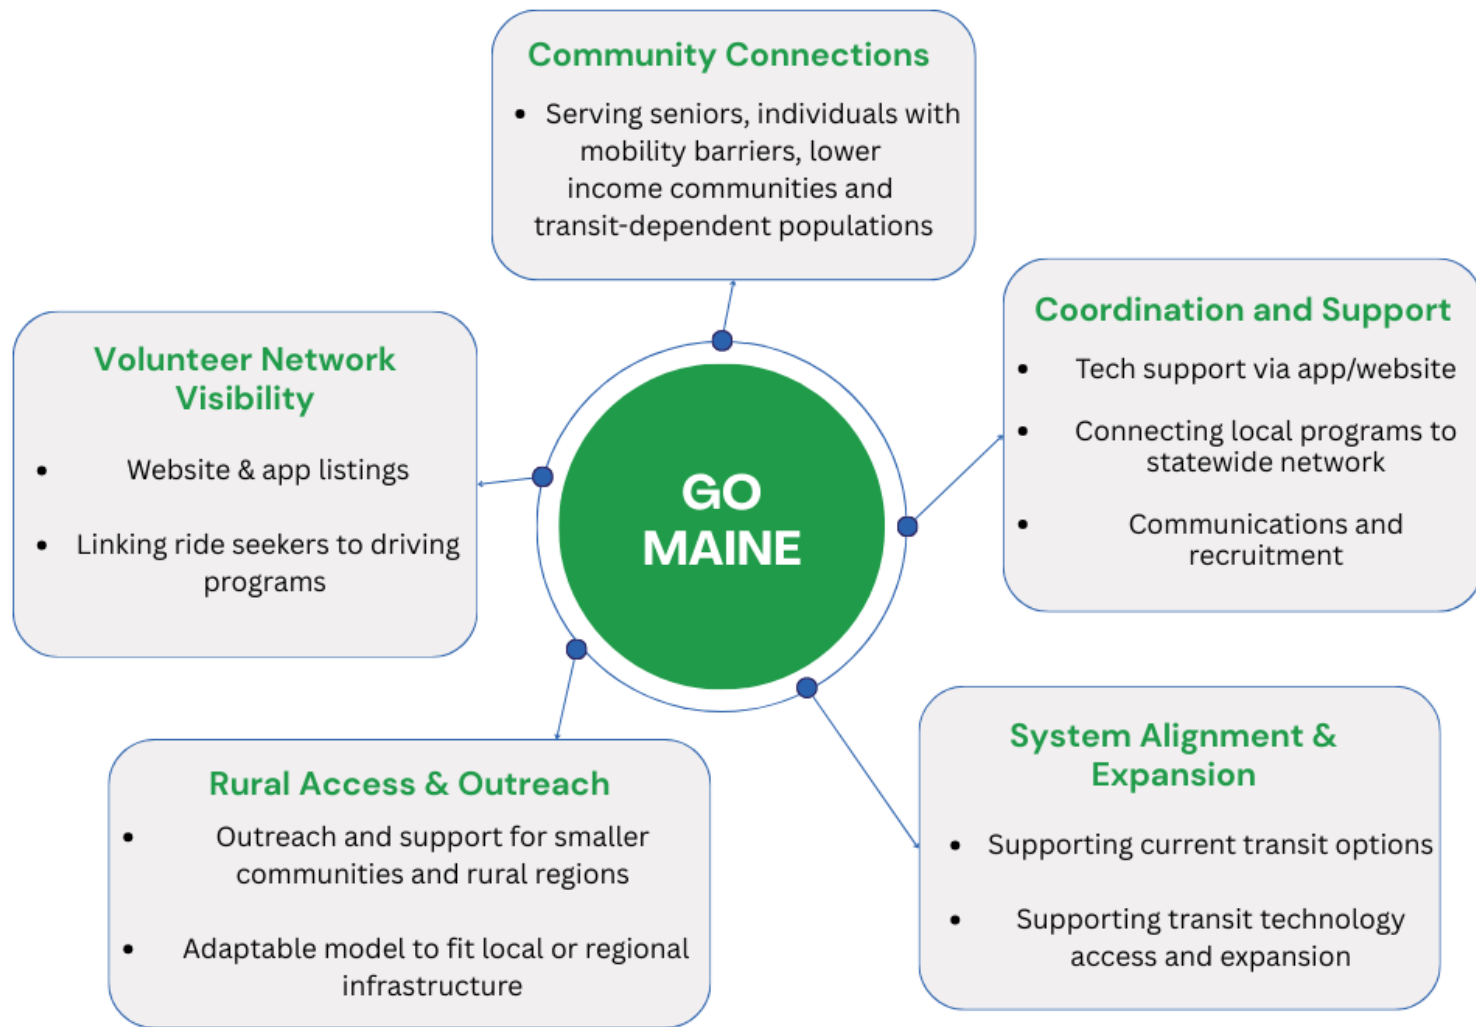 Community Connections
• Serving seniors, individuals with
mobility barriers, lower
income communities and
transit-dependent populations
Coordination and Support
• Tech support via app/website
• Connecting local programs to
statewide network
• Communications and
recruitment
Volunteer Network
Visibility
• Website & app listings
• Linking ride seekers to driving
programs
GO
MAINE
Rural Access & Outreach
• Outreach and support for smaller
communities and rural regions
• Adaptable model to fit local or regional
infrastructure
System Alignment &
Expansion
• Supporting current transit options
• Supporting transit technology
access and expansion